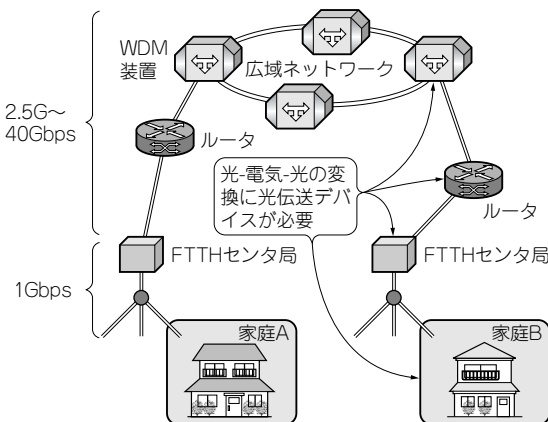 WDM
装置
広域ネットワーク
2.5G～
40Gbps
ルータ
光-電気-光の変
換に光伝送デバ
イスが必要
ルータ
FTTHセンタ局
FTTHセンタ局
1Gbps
家庭A
家庭B